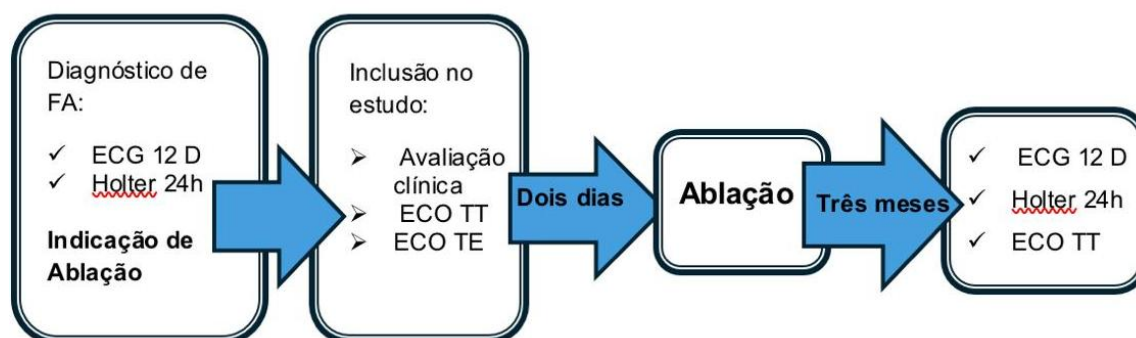 Diagnóstico de
FA:
✓ ECG 12 D
✓ Holter 24h
Indicação de
Ablação
Inclusão no
estudo:
➢ Avaliação
clínica
➢ ECO TT
➢ ECO TE
Dois dias
Ablação
Três meses
✓ ECG 12 D
✓ Holter 24h
✓ ECO TT